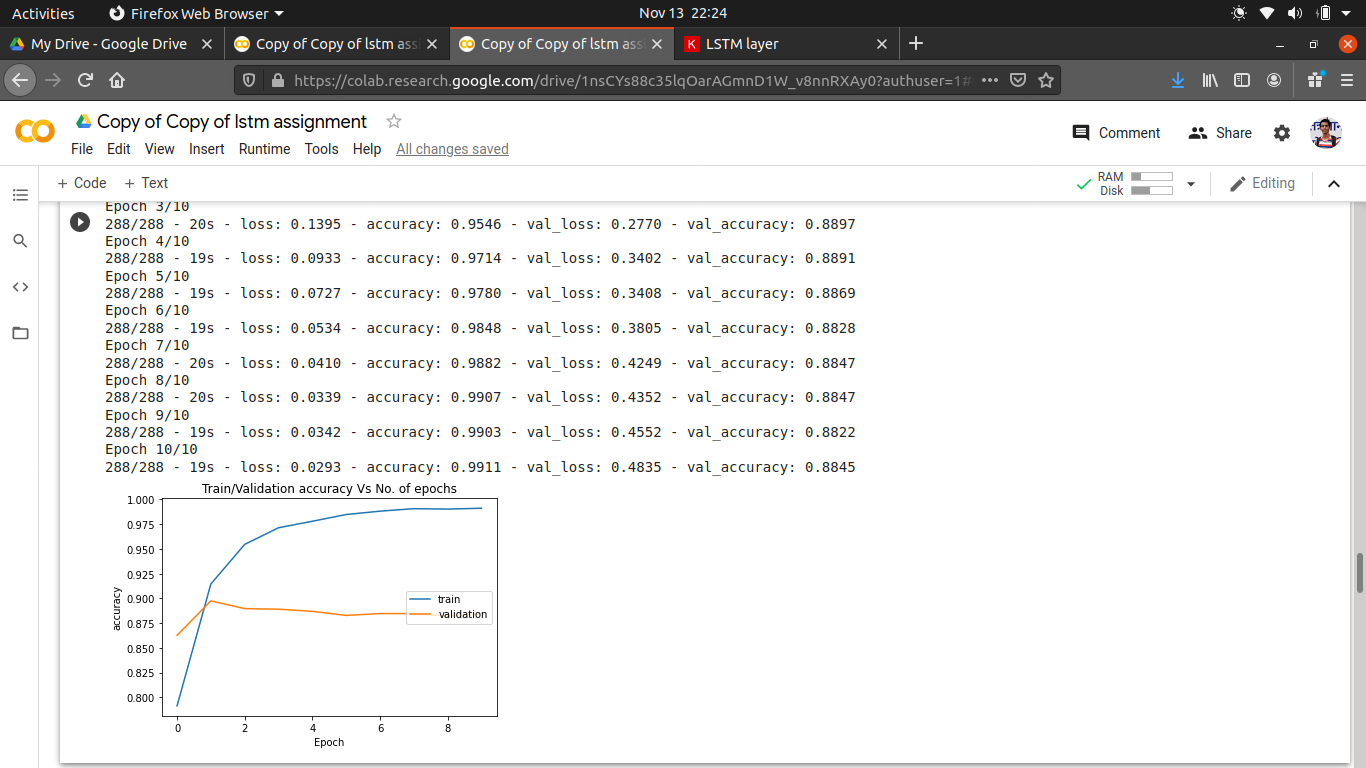 Activities Firefox Web Browser Nov 13 22:24
My Drive - Google Drive Copy of Copy of lstm ass Copy of Copy of lstm ass K LSTM layer
https://colab.research.google.com/drive/1nsCYs88c35lqOarAGmnD1W_v8nnRXAy0?authuser=1#
Copy of Copy of lstm assignment Comment Share
File Edit View Insert Runtime Tools Help All changes saved
+ Code + Text RAM Disk Editing
Epoch 3/10
288/288 - 20s - loss: 0.1395 - accuracy: 0.9546 - val_loss: 0.2770 - val_accuracy: 0.8897
Epoch 4/10
288/288 - 19s - loss: 0.0933 - accuracy: 0.9714 - val_loss: 0.3402 - val_accuracy: 0.8891
Epoch 5/10
288/288 - 19s - loss: 0.0727 - accuracy: 0.9780 - val_loss: 0.3408 - val_accuracy: 0.8869
Epoch 6/10
288/288 - 19s - loss: 0.0534 - accuracy: 0.9848 - val_loss: 0.3805 - val_accuracy: 0.8828
Epoch 7/10
288/288 - 20s - loss: 0.0410 - accuracy: 0.9882 - val_loss: 0.4249 - val_accuracy: 0.8847
Epoch 8/10
288/288 - 20s - loss: 0.0339 - accuracy: 0.9907 - val_loss: 0.4352 - val_accuracy: 0.8847
Epoch 9/10
288/288 - 19s - loss: 0.0342 - accuracy: 0.9903 - val_loss: 0.4552 - val_accuracy: 0.8822
Epoch 10/10
288/288 - 19s - loss: 0.0293 - accuracy: 0.9911 - val_loss: 0.4835 - val_accuracy: 0.8845
Train/Validation accuracy Vs No. of epochs
1.000
0.975
0.950
0.925
0.900
0.875
0.850
0.825
0.800
accuracy
train
validation
0 2 4 6 8
Epoch